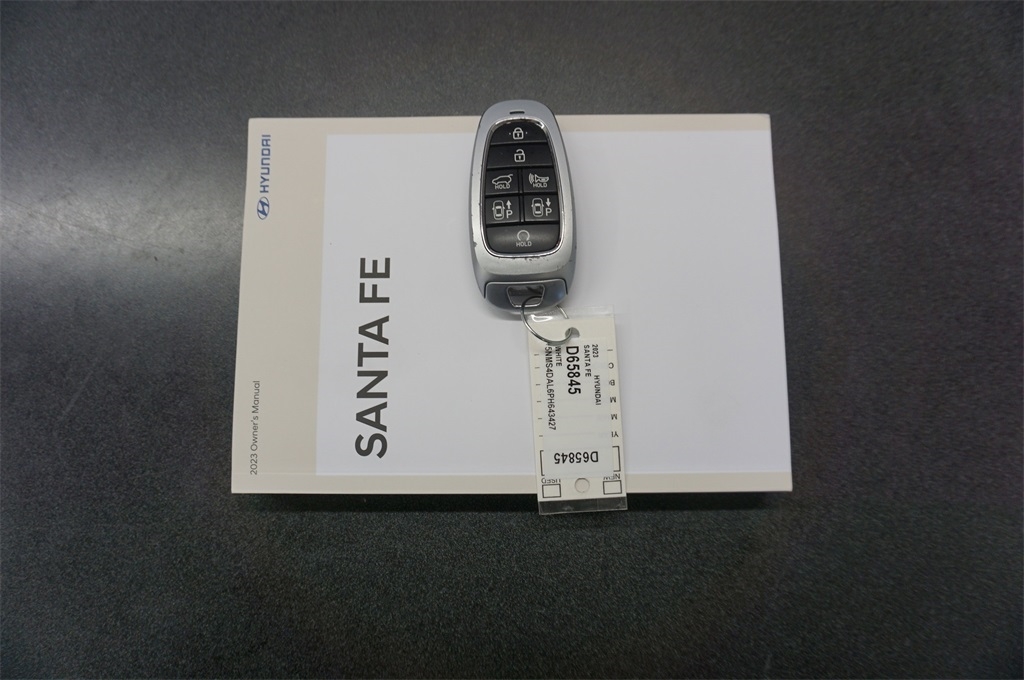 HYUNDAI
SANTA FE
2023 Owner's Manual
HOLD
HOLD
P
P
HOLD
2023 HYUNDAI
SANTA FE
D65845
WHITE
5NMS4DAL6PH643427
D65845
NEW
USED